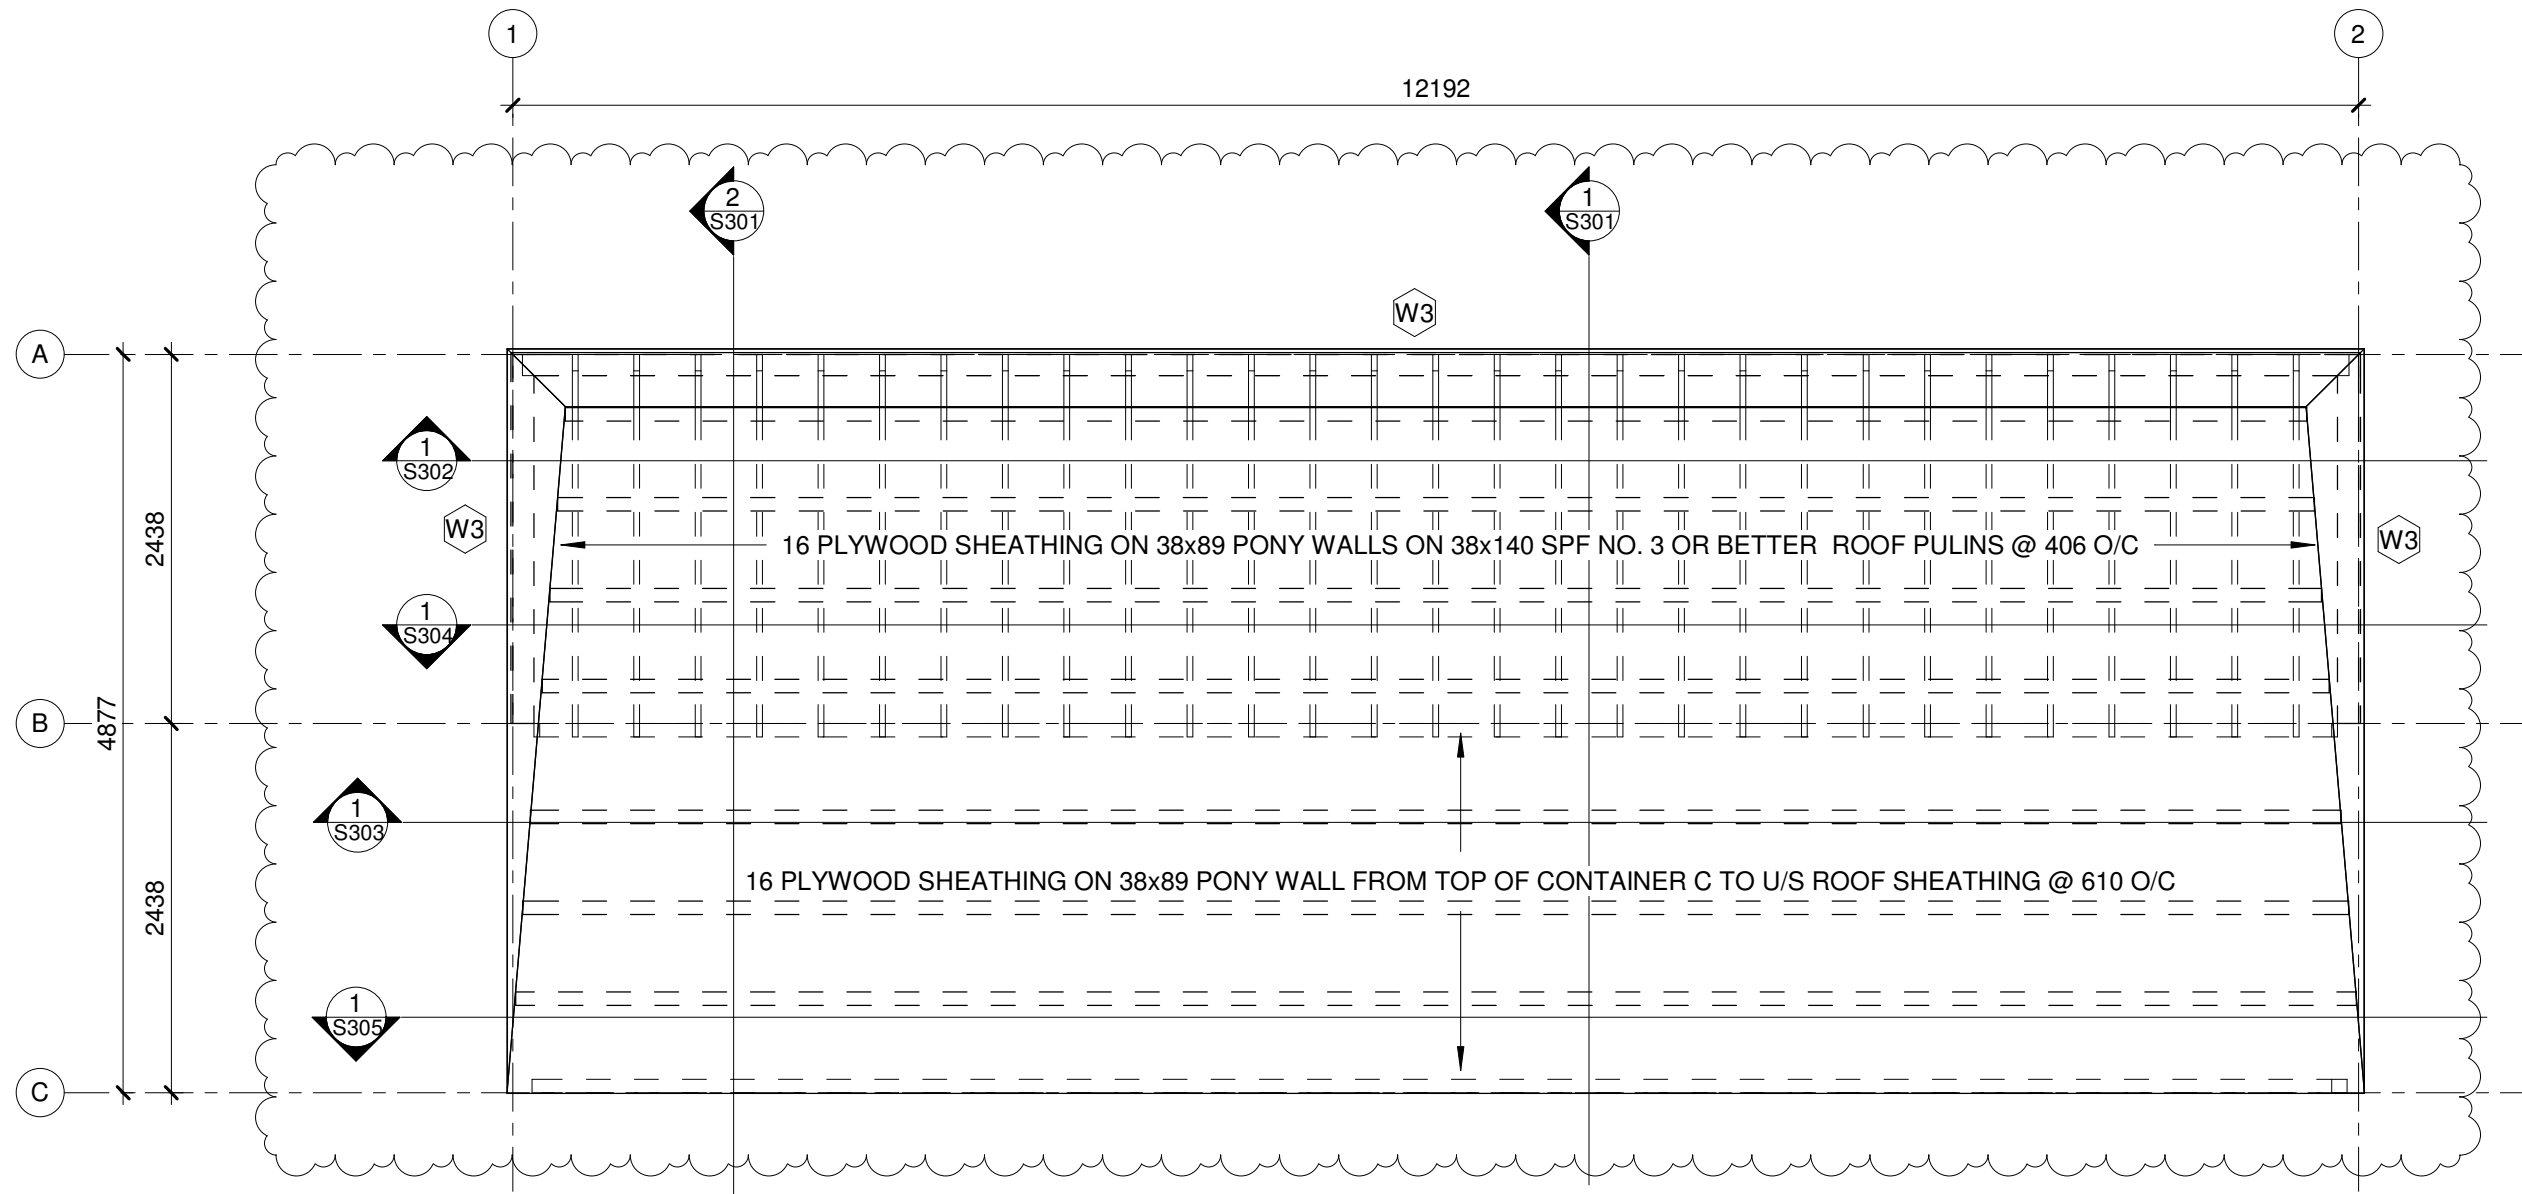 1
2
12192
2
S301
1
S301
W3
A
1
S302
W3
2438
16 PLYWOOD SHEATHING ON 38x89 PONY WALLS ON 38x140 SPF NO. 3 OR BETTER ROOF PULINS @ 406 O/C
W3
1
S304
B
4877
1
S303
16 PLYWOOD SHEATHING ON 38x89 PONY WALL FROM TOP OF CONTAINER C TO U/S ROOF SHEATHING @ 610 O/C
2438
1
S305
C